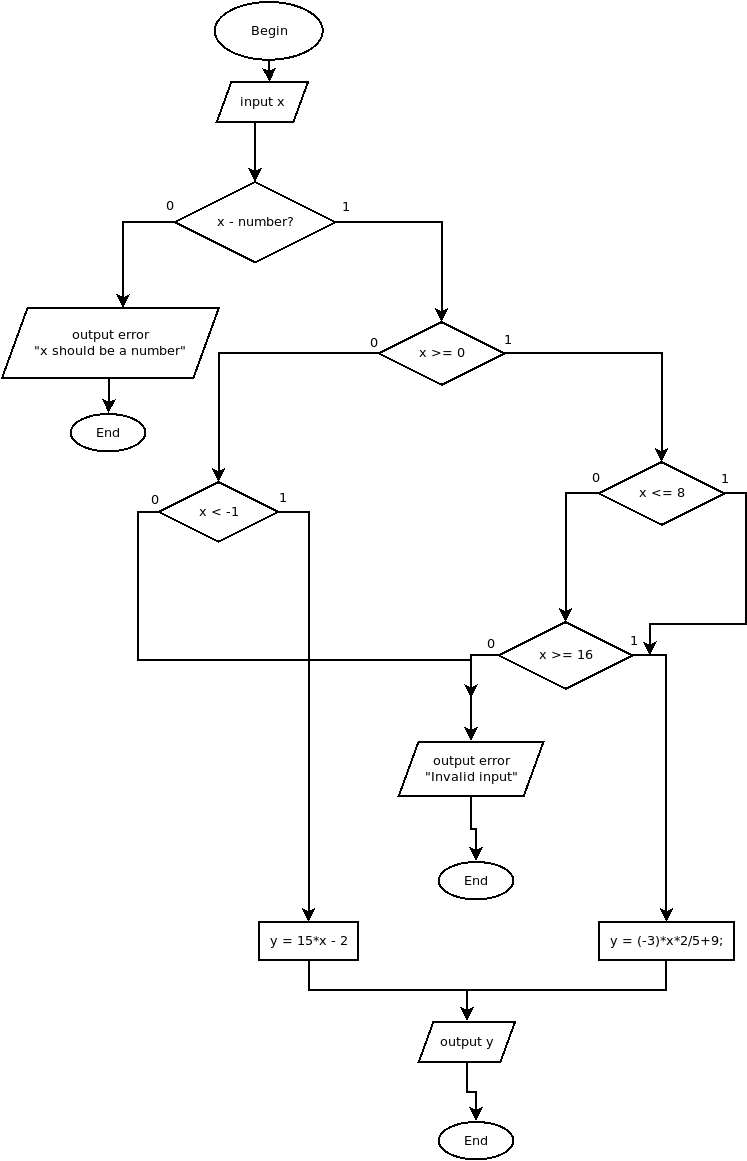 Begin
input x
0
1
x - number?
output error
"x should be a number"
End
0
1
x >= 0
0
1
x < -1
0
1
x <= 8
0
1
x >= 16
output error
"Invalid input"
End
y = 15*x - 2
y = (-3)*x*2/5+9;
output y
End